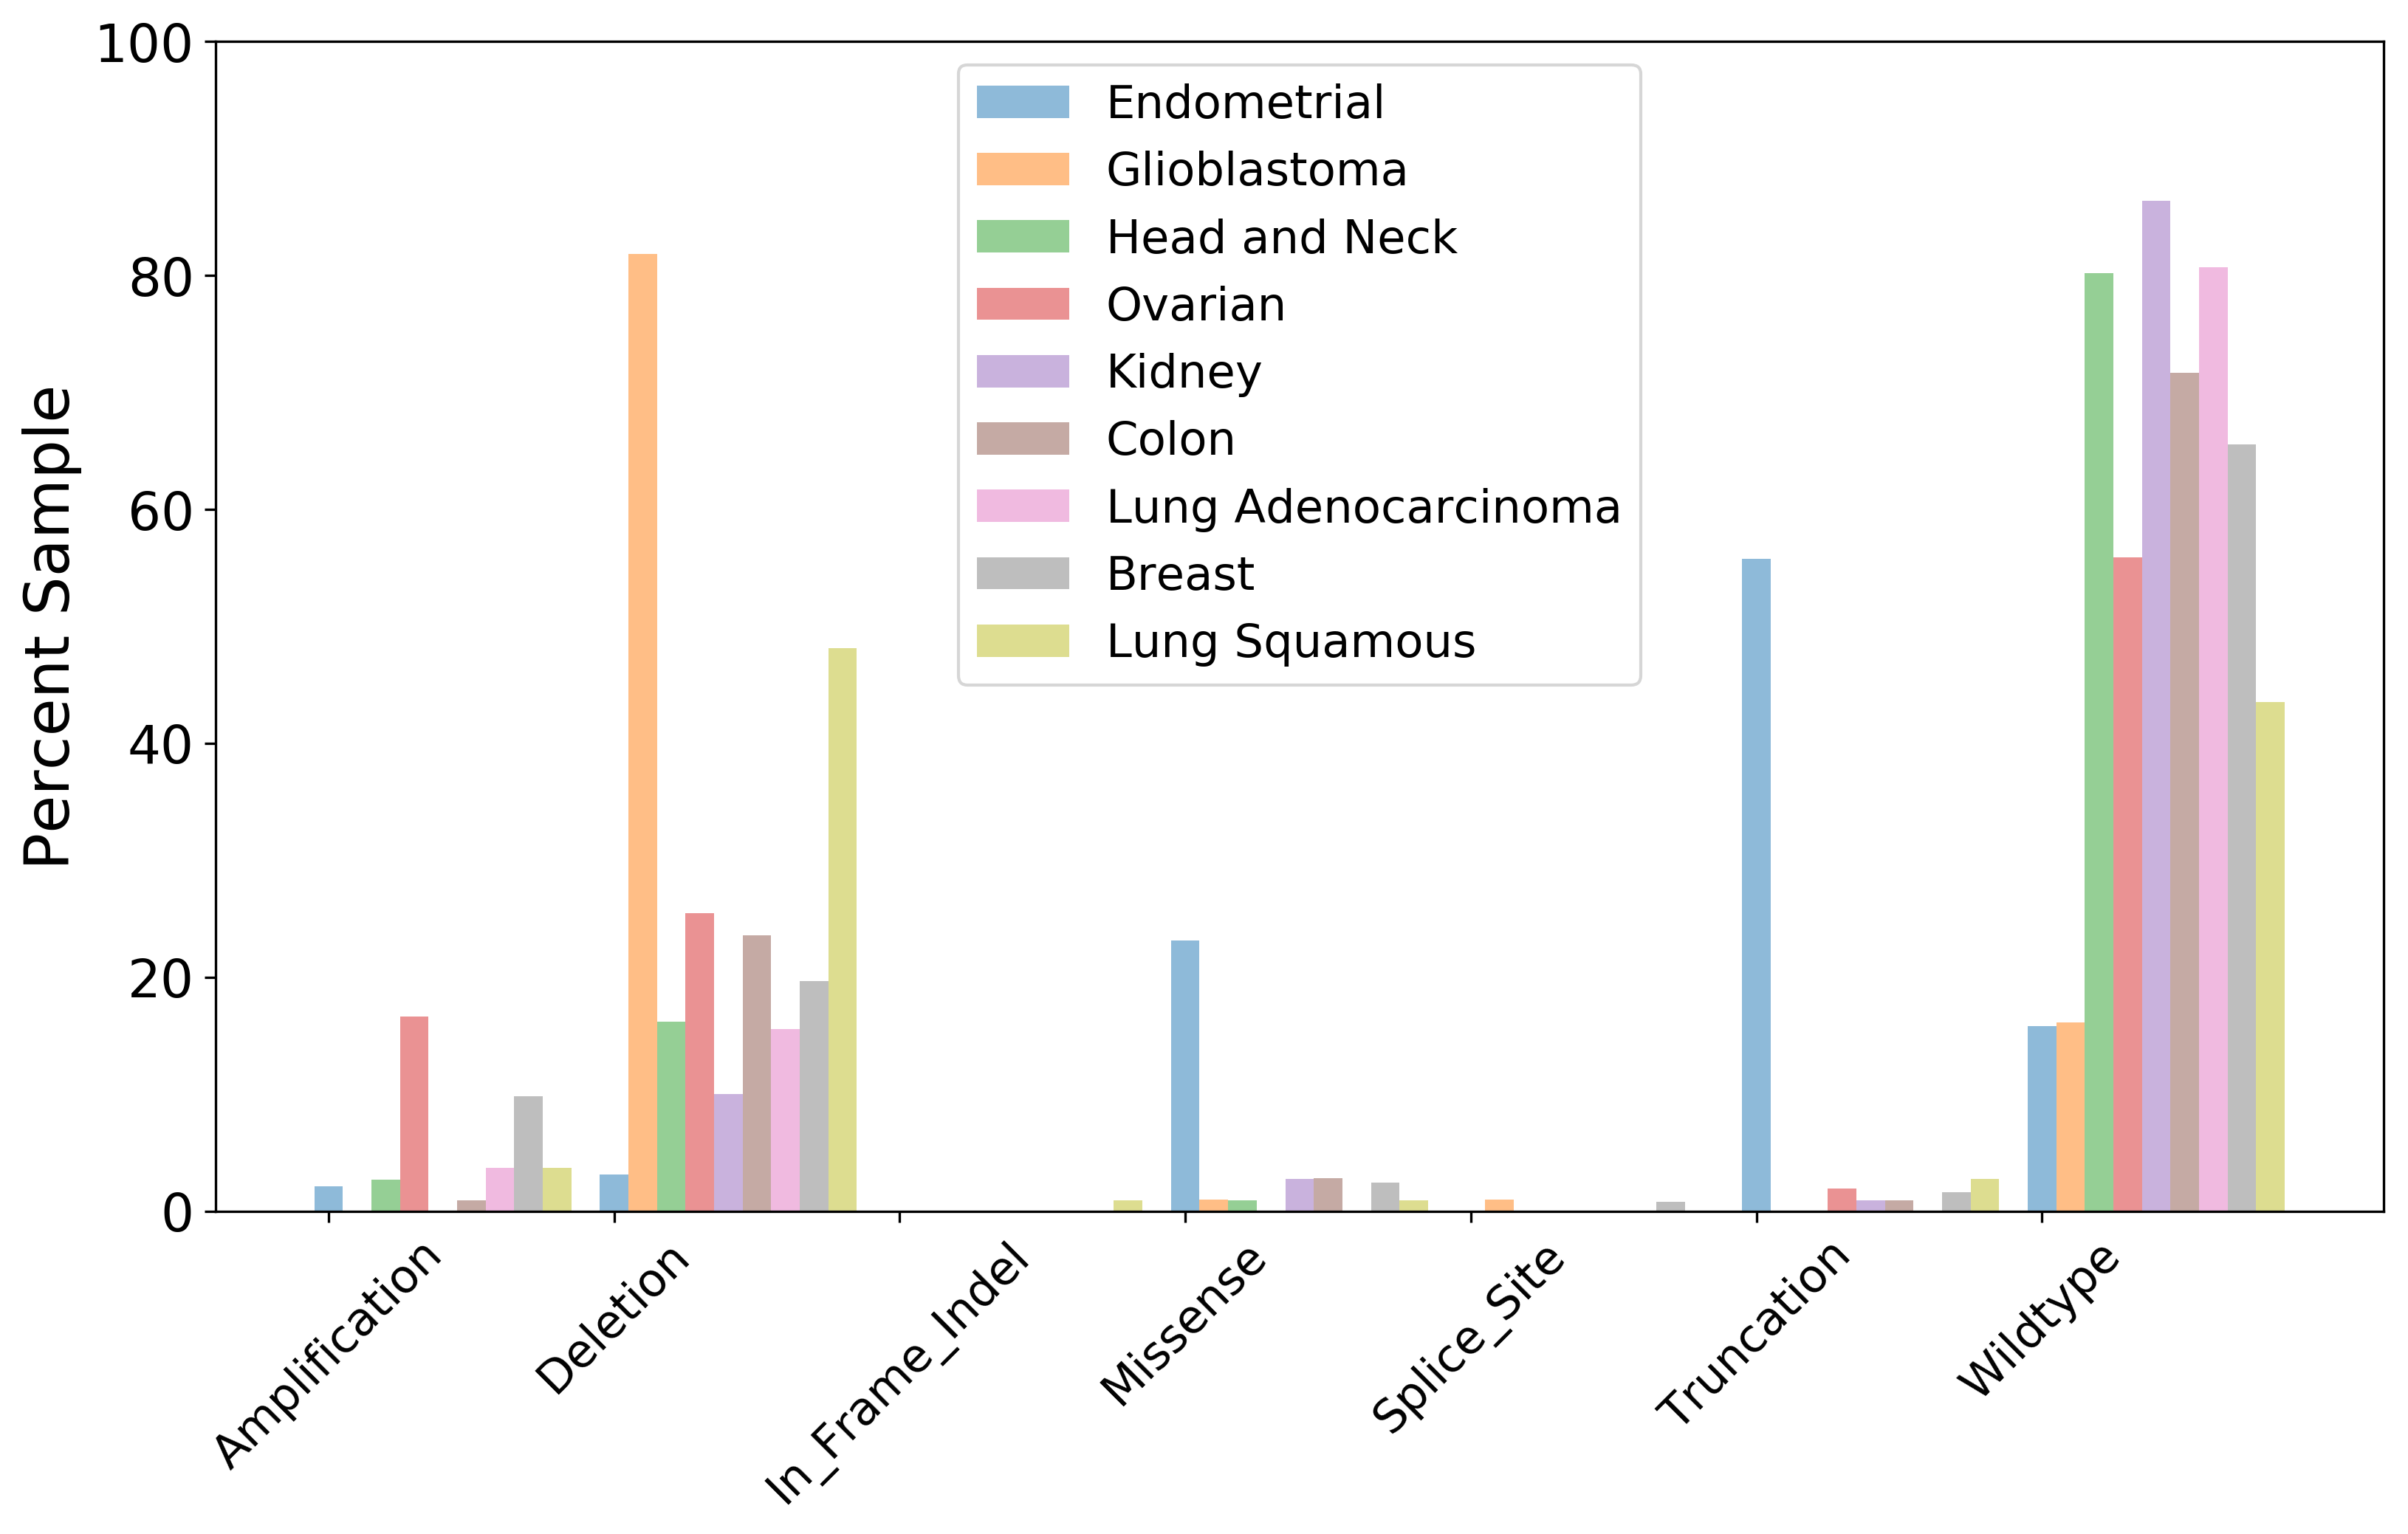 Percent Sample
100
80
60
40
20
0
Endometrial
Glioblastoma
Head and Neck
Ovarian
Kidney
Colon
Lung Adenocarcinoma
Breast
Lung Squamous
Amplification
Deletion
In_Frame_Indel
Missense
Splice_Site
Truncation
Wildtype